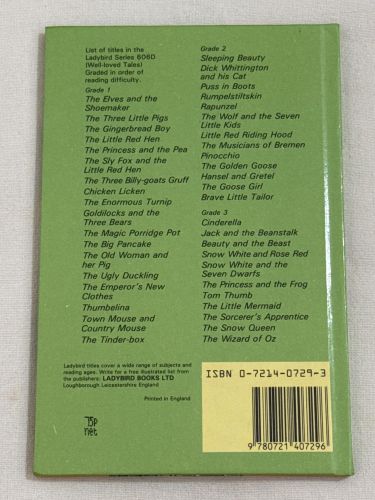 List of titles in the
Ladybird Series 606D
(Well-loved Tales)
Graded in order of
reading difficulty.
Grade 1
The Elves and the
Shoemaker
The Three Little Pigs
The Gingerbread Boy
The Little Red Hen
The Princess and the Pea
The Sly Fox and the
Little Red Hen
The Three Billy-goats Gruff
Chicken Licken
The Enormous Turnip
Goldilocks and the
Three Bears
The Magic Porridge Pot
The Big Pancake
The Old Woman and
her Pig
The Ugly Duckling
The Emperor's New
Clothes
Thumbelina
Town Mouse and
Country Mouse
The Tinder-box
Grade 2
Sleeping Beauty
Dick Whittington
and his Cat
Puss in Boots
Rumpelstiltskin
Rapunzel
The Wolf and the Seven
Little Kids
Little Red Riding Hood
The Musicians of Bremen
Pinocchio
The Golden Goose
Hansel and Gretel
The Goose Girl
Brave Little Tailor
Grade 3
Cinderella
Jack and the Beanstalk
Beauty and the Beast
Snow White and Rose Red
Snow White and the
Seven Dwarfs
The Princess and the Frog
Tom Thumb
The Little Mermaid
The Sorcerer's Apprentice
The Snow Queen
The Wizard of Oz
Ladybird titles cover a wide range of subjects and
reading ages. Write for a free illustrated list from
the publishers: LADYBIRD BOOKS LTD
Loughborough Leicestershire England
Printed in England
75p
net
ISBN 0-7214-0729-3
9 780721 407296